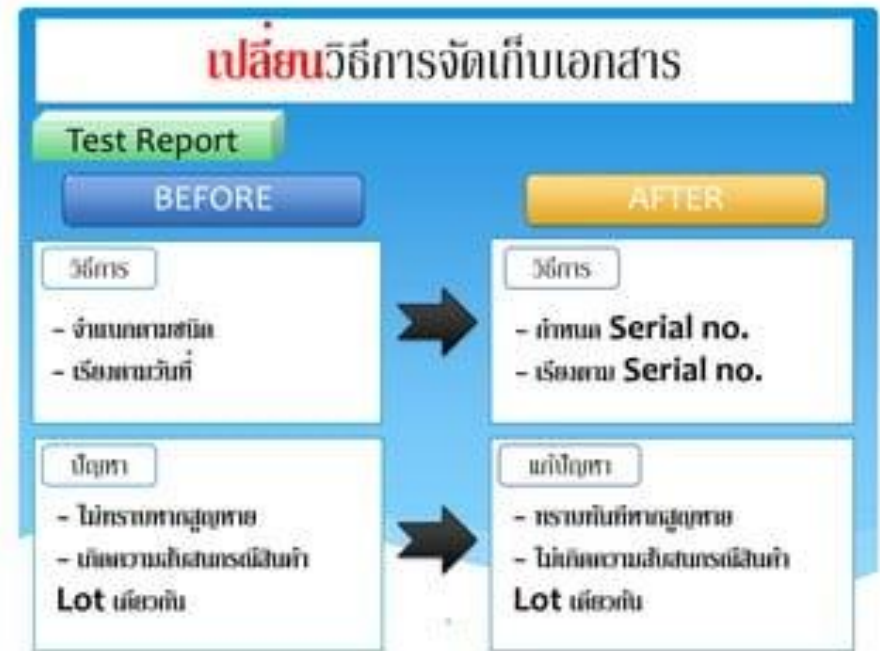 เปลี่ยนวิธีการจัดเก็บเอกสาร
Test Report
BEFORE
AFTER
วิธีการ
- จำแนกตามชนิด
- เรียงตามวันที่
วิธีการ
- กำหนด Serial no.
- เรียงตาม Serial no.
ปัญหา
- ไม่ทราบหากสูญหาย
- เกิดความสับสนกรณีสินค้า
Lot เดียวกัน
แก้ปัญหา
- ทราบทันทีหากสูญหาย
- ไม่เกิดความสับสนกรณีสินค้า
Lot เดียวกัน